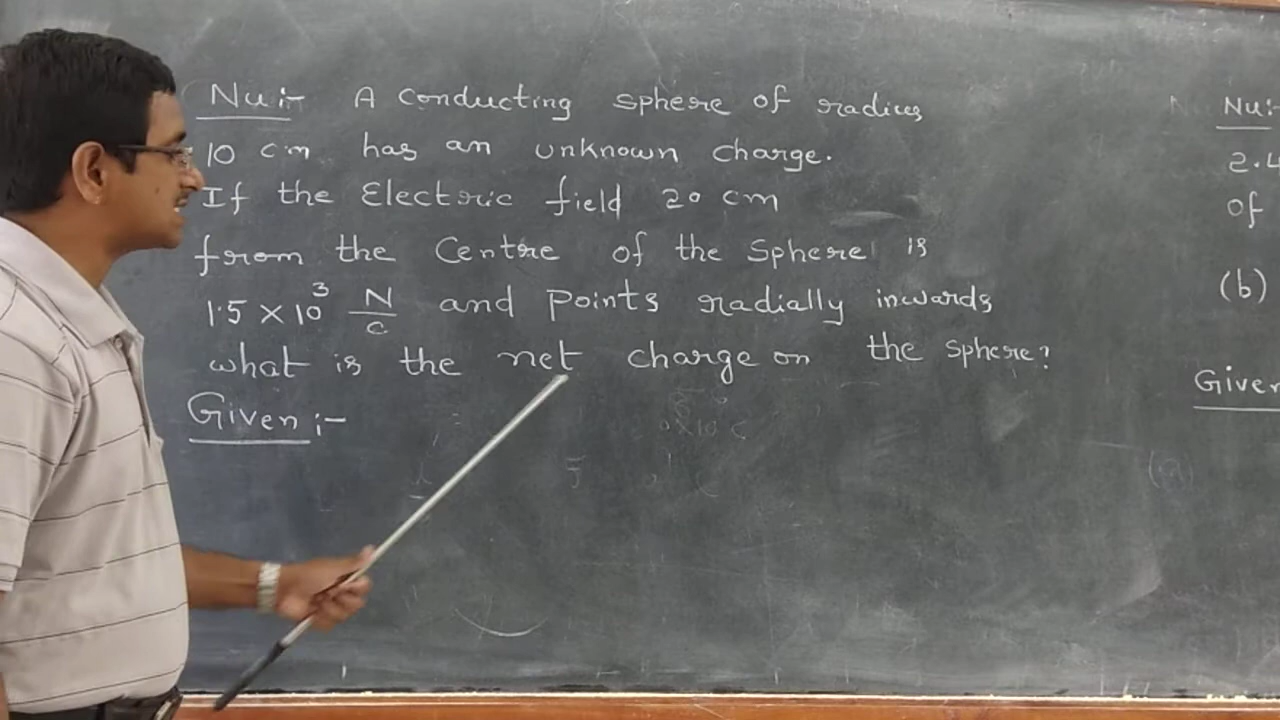 Nu:- A conducting sphere of radius
10 cm has an unknown charge.
If the Electric field 20 cm
from the Centre of the Sphere is
1.5 × 10³ N/C and points radially inwards
what is the net charge on the sphere?
Given :-
Nu:-
2.4
of
(b)
Given